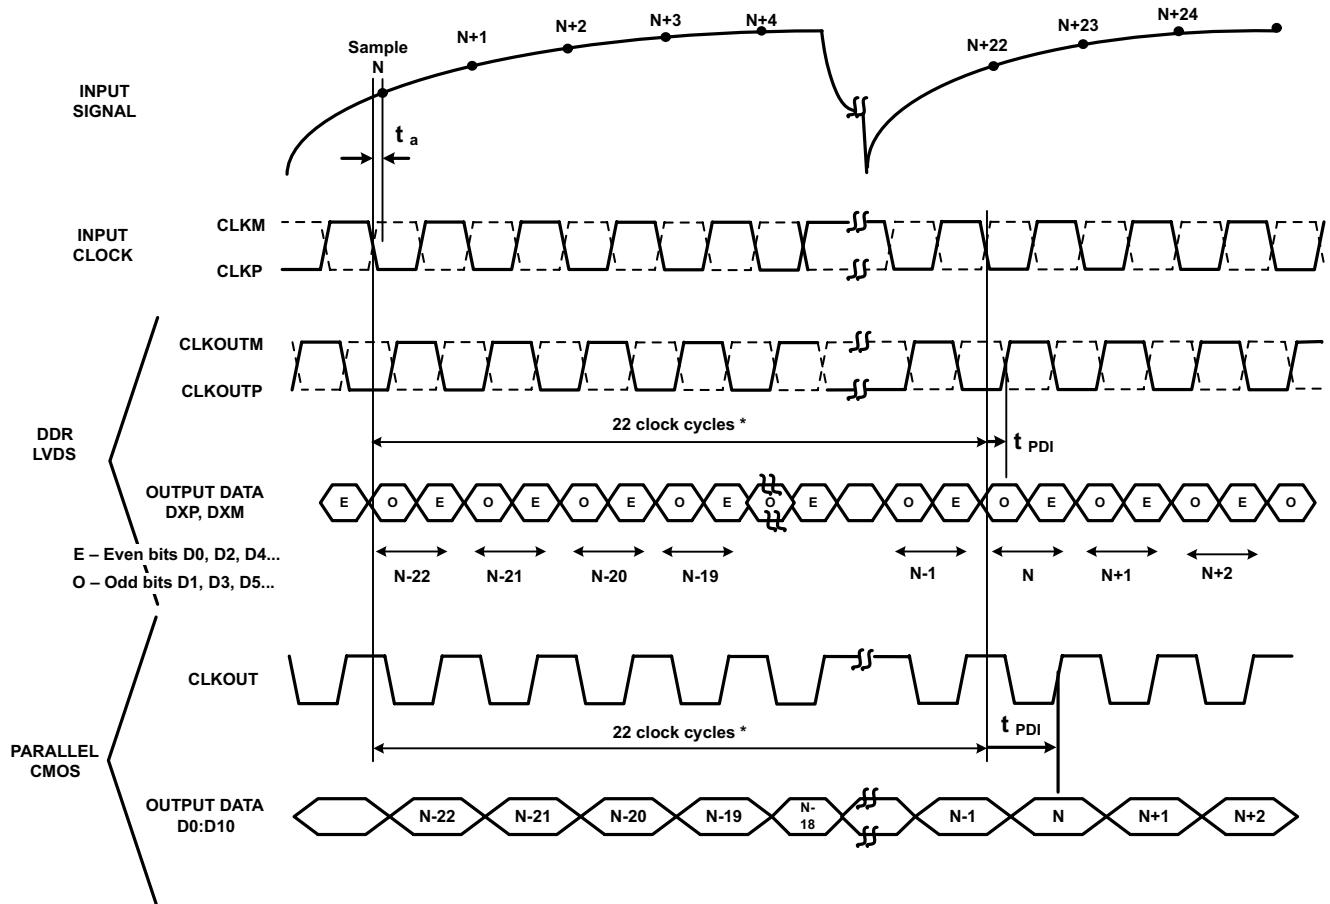 N+1
N+2
N+3
N+4
N+22
N+23
N+24
Sample
N
INPUT
SIGNAL
t a
INPUT
CLOCK
CLKM
CLKP
DDR
LVDS
CLKOUTM
CLKOUTP
22 clock cycles *
t PDI
OUTPUT DATA
DXP, DXM
E O E O E O E O E O E O E O E O E O E O
E – Even bits D0, D2, D4...
O – Odd bits D1, D3, D5...
N-22 N-21 N-20 N-19 N-1 N N+1 N+2
PARALLEL
CMOS
CLKOUT
22 clock cycles *
t PDI
OUTPUT DATA
D0:D10
N-22 N-21 N-20 N-19 N-18 N-1 N N+1 N+2